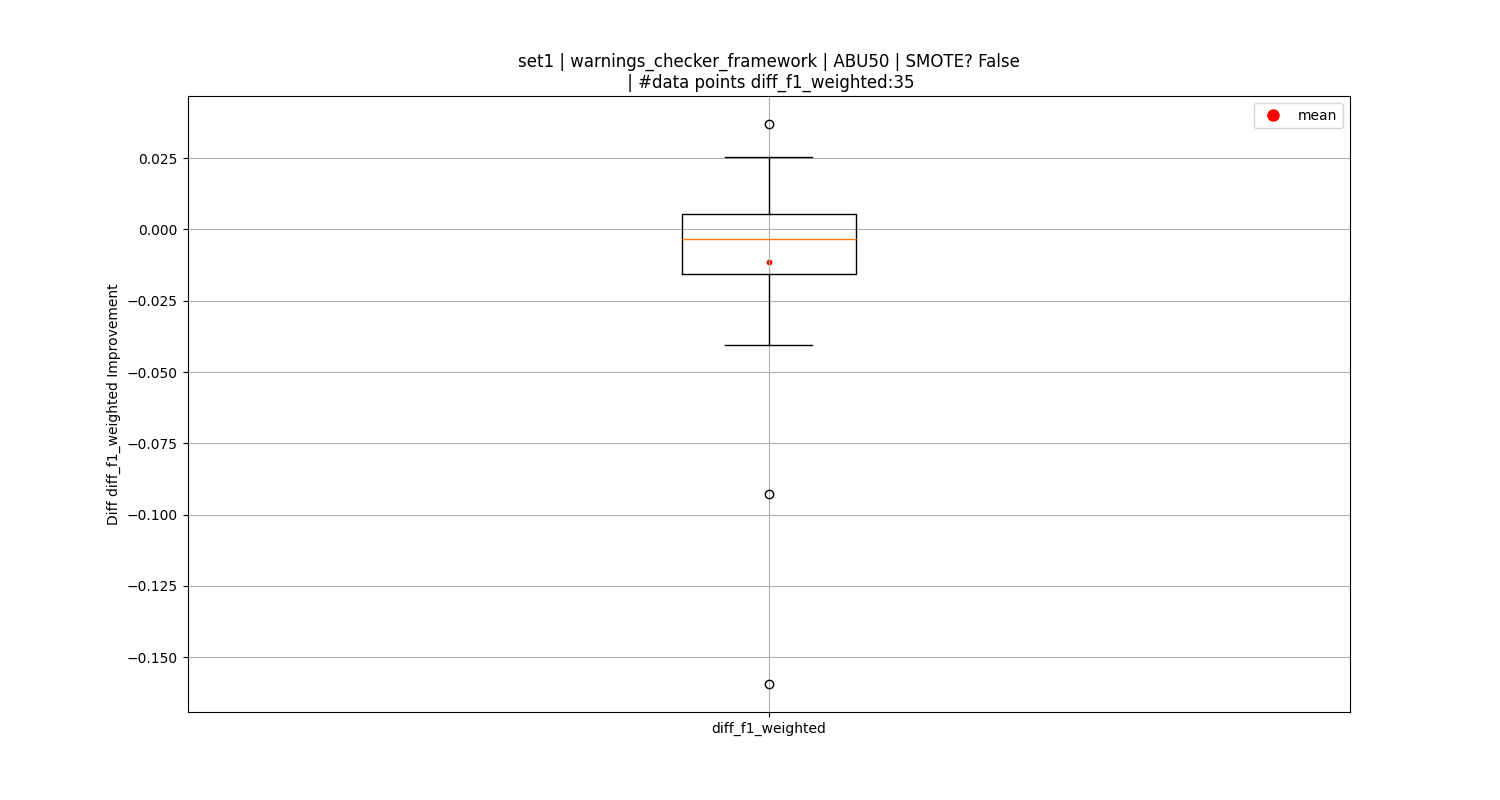 set1 | warnings_checker_framework | ABU50 | SMOTE? False
| #data points diff_f1_weighted:35
mean
0.025
0.000
−0.025
−0.050
−0.075
−0.100
−0.125
−0.150
Diff diff_f1_weighted Improvement
diff_f1_weighted